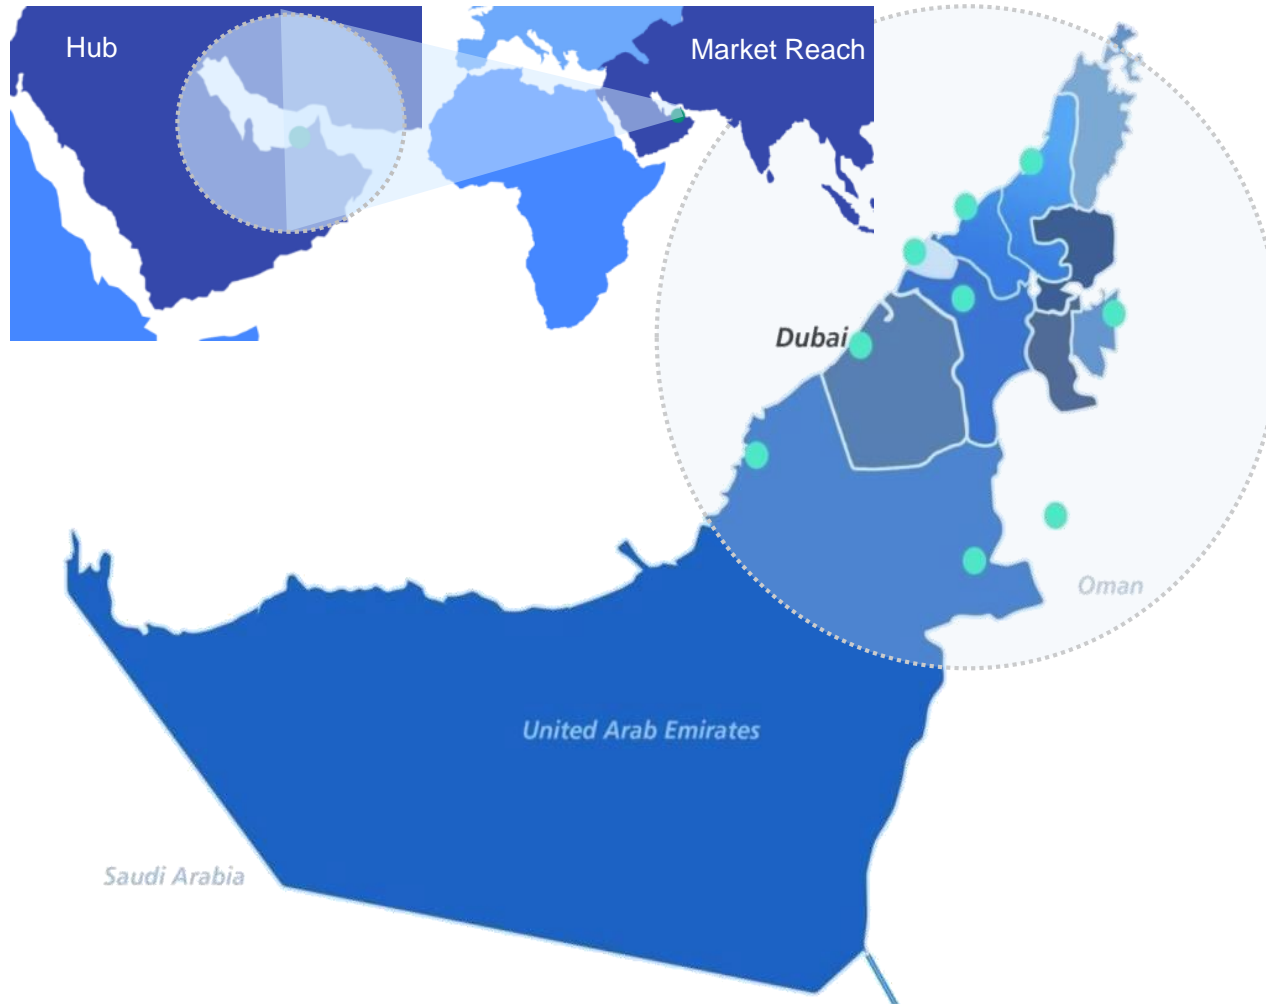 Hub
Market Reach
Dubai
Oman
United Arab Emirates
Saudi Arabia